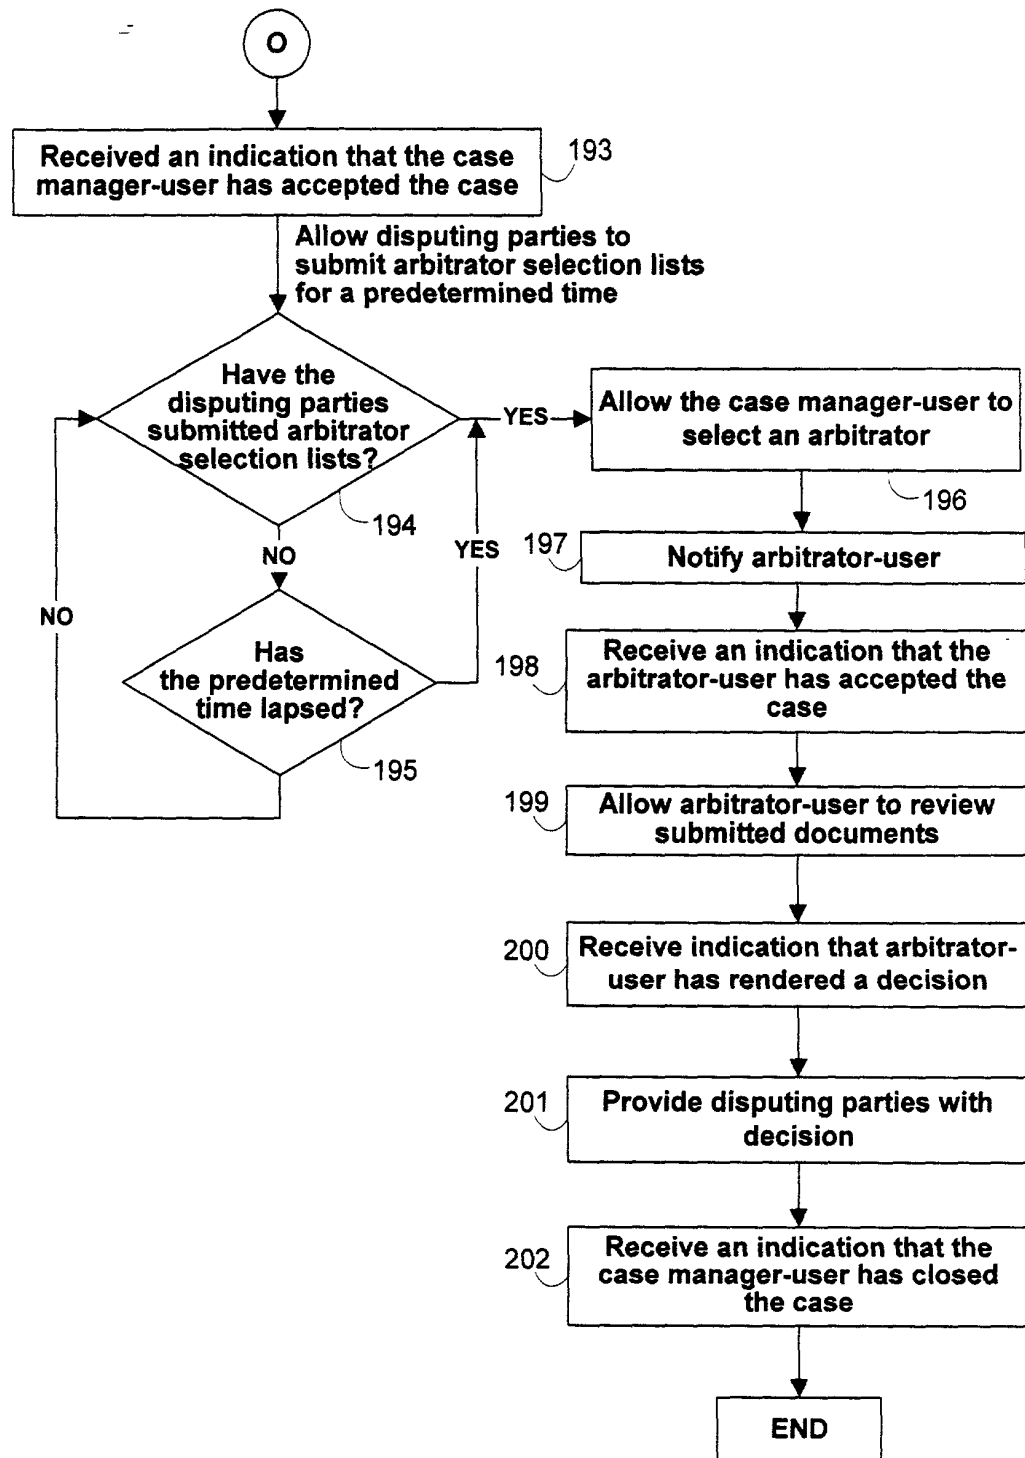 O
Received an indication that the case
manager-user has accepted the case
193
Allow disputing parties to
submit arbitrator selection lists
for a predetermined time
Have the
disputing parties
submitted arbitrator
selection lists?
194
YES
NO
YES
NO
Has
the predetermined
time lapsed?
195
Allow the case manager-user to
select an arbitrator
196
197
Notify arbitrator-user
198
Receive an indication that the
arbitrator-user has accepted the
case
199
Allow arbitrator-user to review
submitted documents
200
Receive indication that arbitrator-
user has rendered a decision
201
Provide disputing parties with
decision
202
Receive an indication that the
case manager-user has closed
the case
END